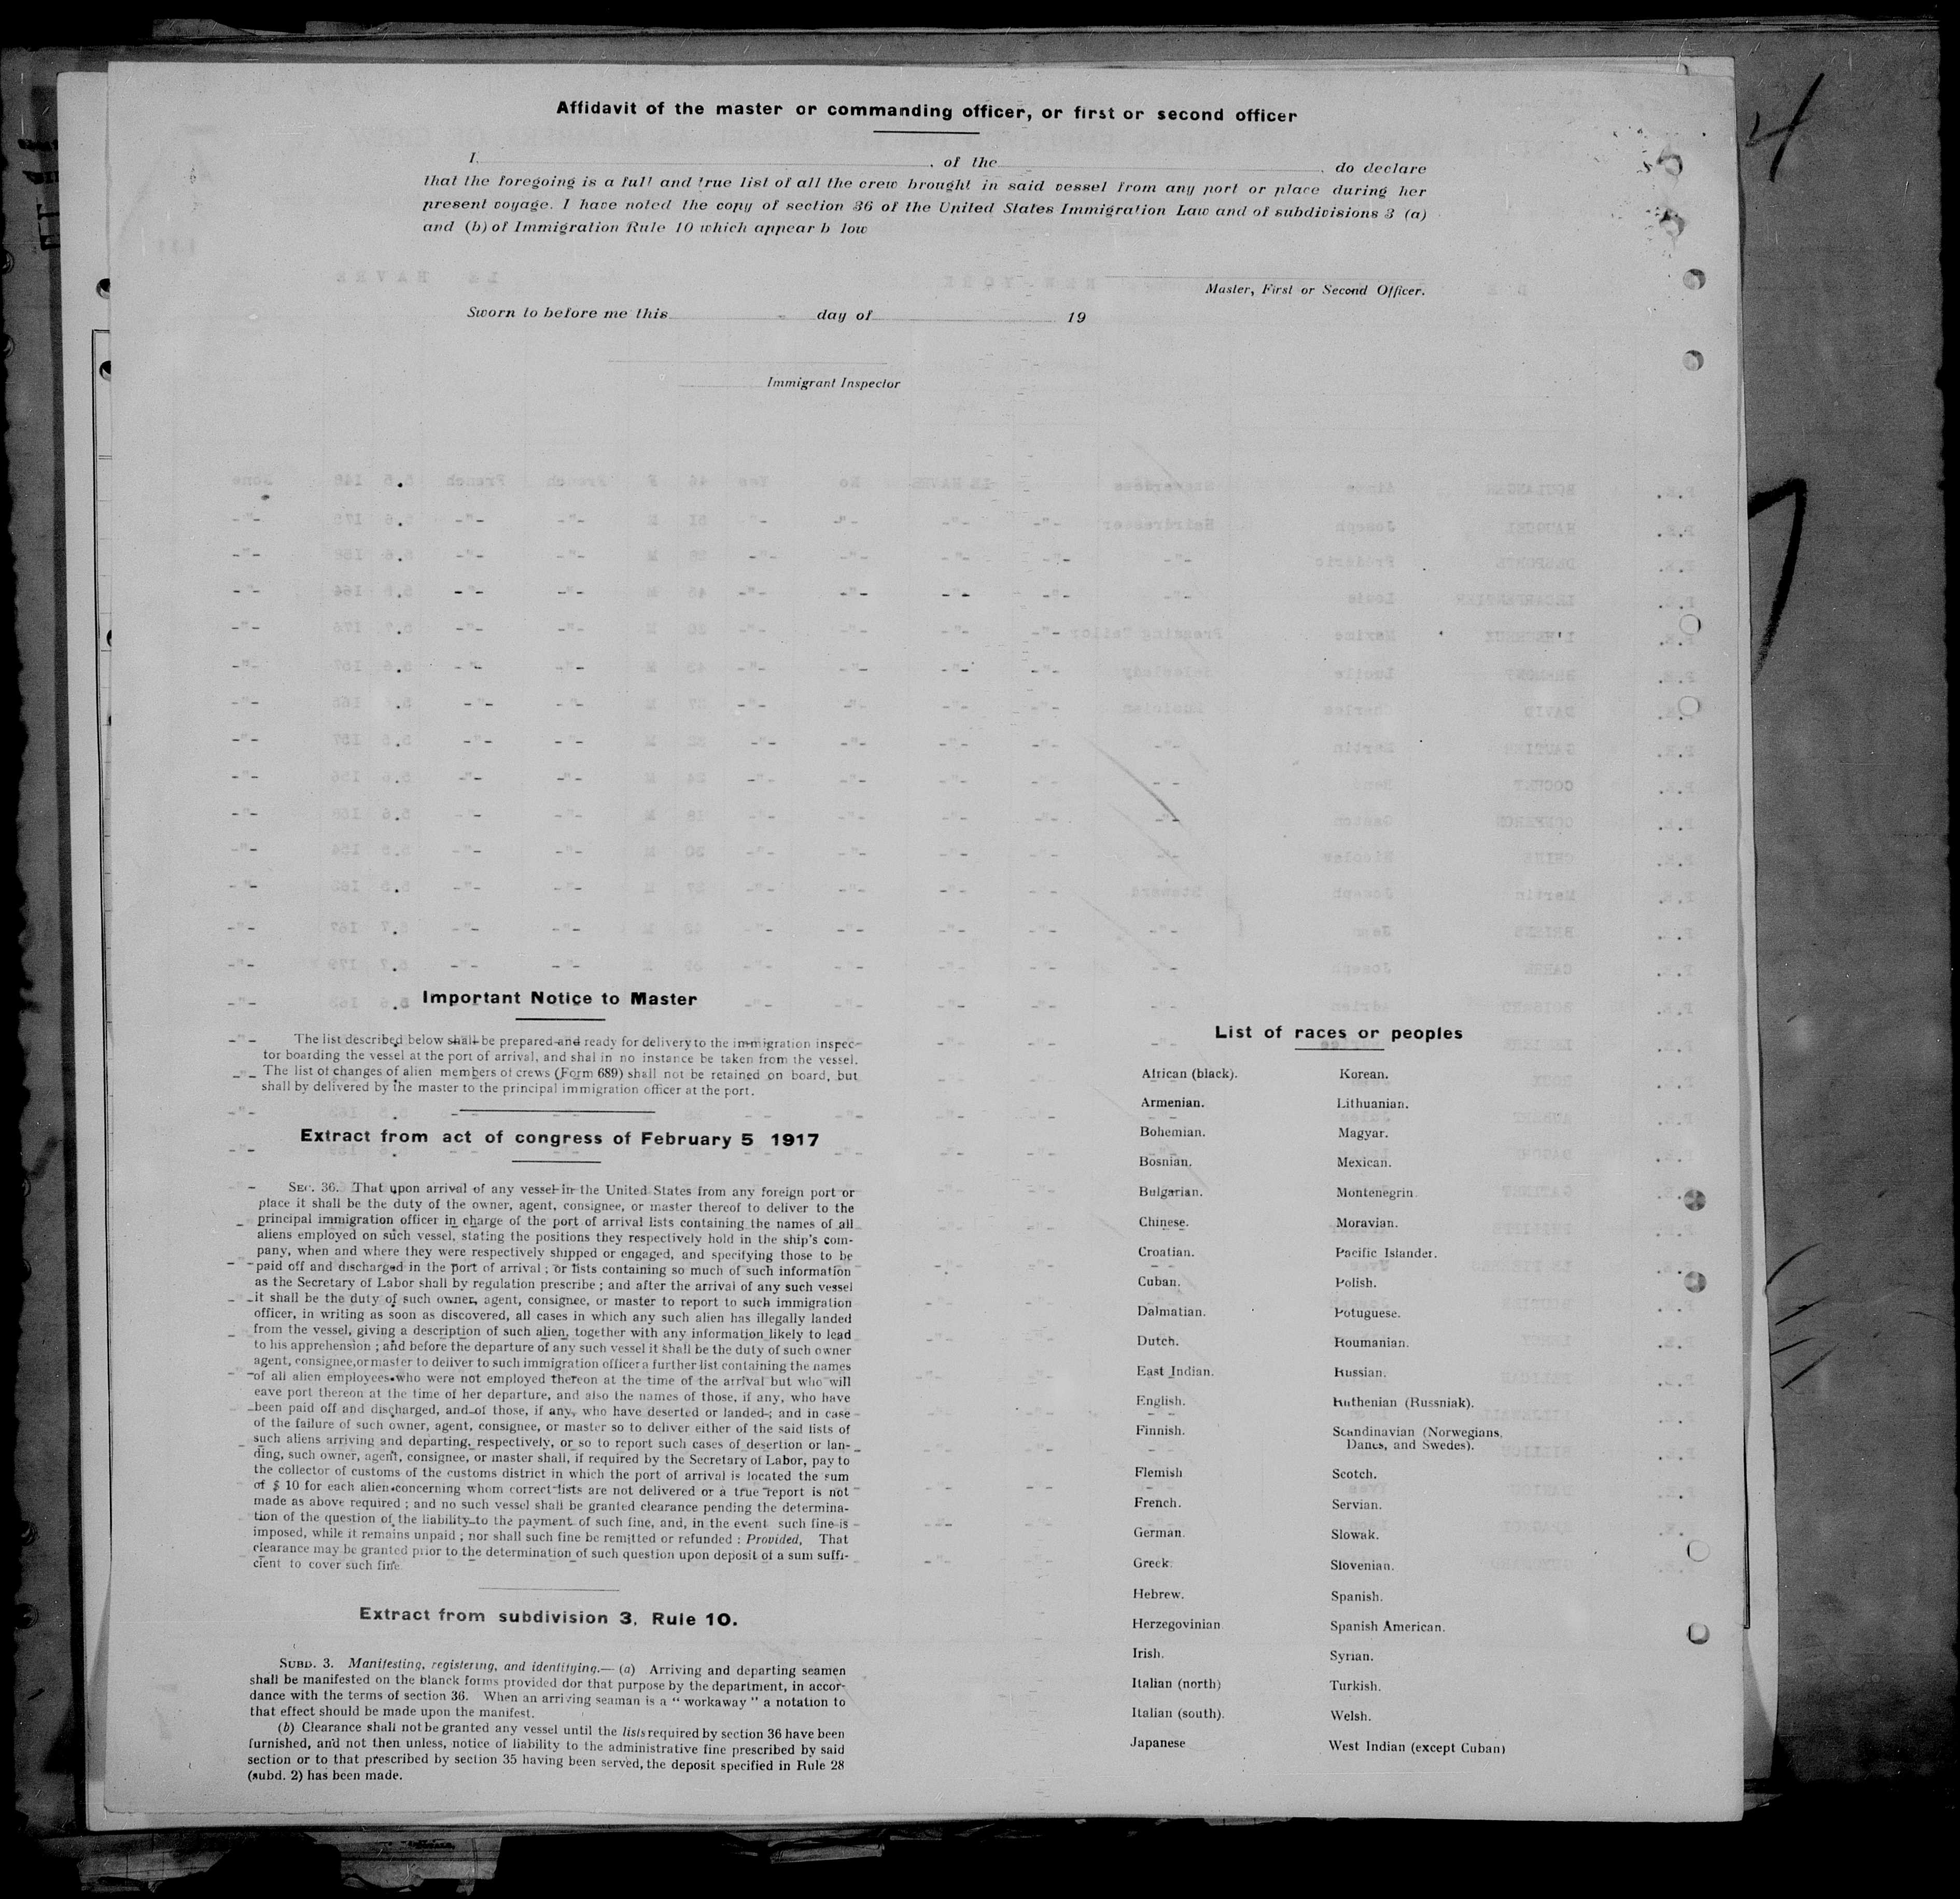 Affidavit of the master or commanding officer, or first or second officer
I. , of the , do declare
that the foregoing is a full and true list of all the crew brought in said vessel from any port or place during her
present voyage. I have noted the copy of section 36 of the United States Immigration Law and of subdivisions 3 (a)
and (b) of Immigration Rule 10 which appear b low
Master, First or Second Officer.
Sworn to before me this day of 19
Immigrant Inspector
Important Notice to Master
The list described below shall be prepared and ready for delivery to the immigration inspec-
tor boarding the vessel at the port of arrival, and shal in no instance be taken from the vessel.
The list of changes of alien members of crews (Form 689) shall not be retained on board, but
shall by delivered by the master to the principal immigration officer at the port.
Extract from act of congress of February 5 1917
SEC. 36. That upon arrival of any vessel in the United States from any foreign port or
place it shall be the duty of the owner, agent, consignee, or master thereof to deliver to the
principal immigration officer in charge of the port of arrival lists containing the names of all
aliens employed on such vessel, stating the positions they respectively hold in the ship's com-
pany, when and where they were respectively shipped or engaged, and specifying those to be
paid off and discharged in the port of arrival ; or lists containing so much of such information
as the Secretary of Labor shall by regulation prescribe ; and after the arrival of any such vessel
it shall be the duty of such owner, agent, consignee, or master to report to such immigration
officer, in writing as soon as discovered, all cases in which any such alien has illegally landed
from the vessel, giving a description of such alien, together with any information likely to lead
to his apprehension ; and before the departure of any such vessel it shall be the duty of such owner
agent, consignee, or master to deliver to such immigration officer a further list containing the names
of all alien employees who were not employed thereon at the time of the arrival but who will
eave port thereon at the time of her departure, and also the names of those, if any, who have
been paid off and discharged, and of those, if any, who have deserted or landed ; and in case
of the failure of such owner, agent, consignee, or master so to deliver either of the said lists of
such aliens arriving and departing, respectively, or so to report such cases of desertion or lan-
ding, such owner, agent, consignee, or master shall, if required by the Secretary of Labor, pay to
the collector of customs of the customs district in which the port of arrival is located the sum
of $ 10 for each alien concerning whom correct lists are not delivered or a true report is not
made as above required ; and no such vessel shall be granted clearance pending the determina-
tion of the question of the liability to the payment of such fine, and, in the event such fine is
imposed, while it remains unpaid ; nor shall such fine be remitted or refunded : Provided, That
clearance may be granted prior to the determination of such question upon deposit of a sum suffi-
cient to cover such fine.
Extract from subdivision 3, Rule 10.
SUBD. 3. Manifesting, registering, and identifying.— (a) Arriving and departing seamen
shall be manifested on the blanck forms provided dor that purpose by the department, in accor-
dance with the terms of section 36. When an arriving seaman is a " workaway " a notation to
that effect should be made upon the manifest.
(b) Clearance shall not be granted any vessel until the lists required by section 36 have been
furnished, and not then unless, notice of liability to the administrative fine prescribed by said
section or to that prescribed by section 35 having been served, the deposit specified in Rule 28
(subd. 2) has been made.
List of races or peoples
African (black).
Armenian.
Bohemian.
Bosnian.
Bulgarian.
Chinese.
Croatian.
Cuban.
Dalmatian.
Dutch.
East Indian.
English.
Finnish.
Flemish
French.
German.
Greek.
Hebrew.
Herzegovinian
Irish.
Italian (north)
Italian (south).
Japanese
Korean.
Lithuanian.
Magyar.
Mexican.
Montenegrin.
Moravian.
Pacific Islander.
Polish.
Potuguese.
Roumanian.
Russian.
Ruthenian (Russniak).
Scandinavian (Norwegians,
Danes, and Swedes).
Scotch.
Servian.
Slowak.
Slovenian.
Spanish.
Spanish American.
Syrian.
Turkish.
Welsh.
West Indian (except Cuban)